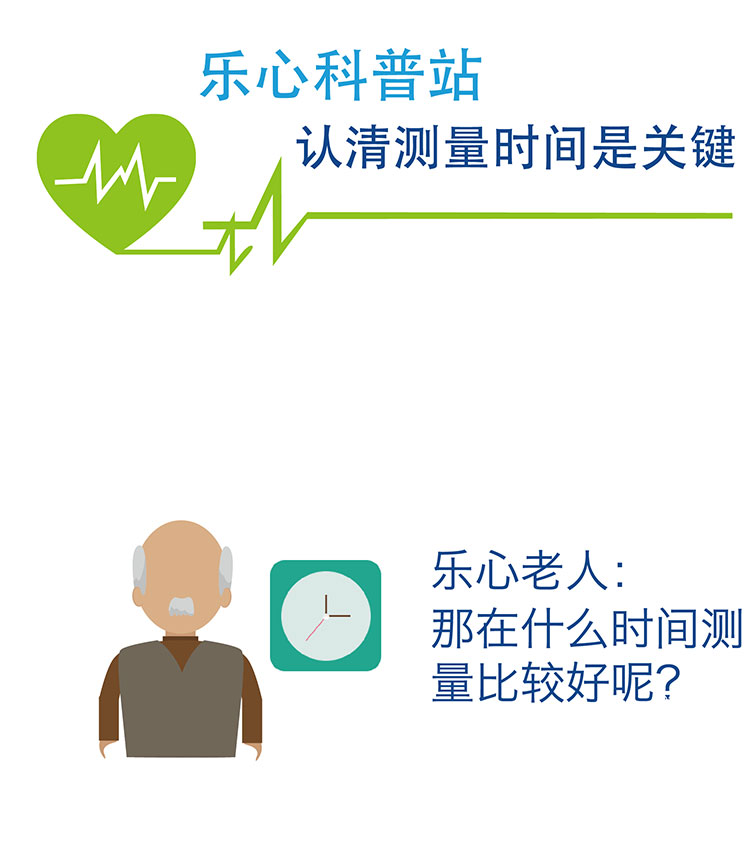 乐心科普站
认清测量时间是关键
乐心老人：
那在什么时间测
量比较好呢？